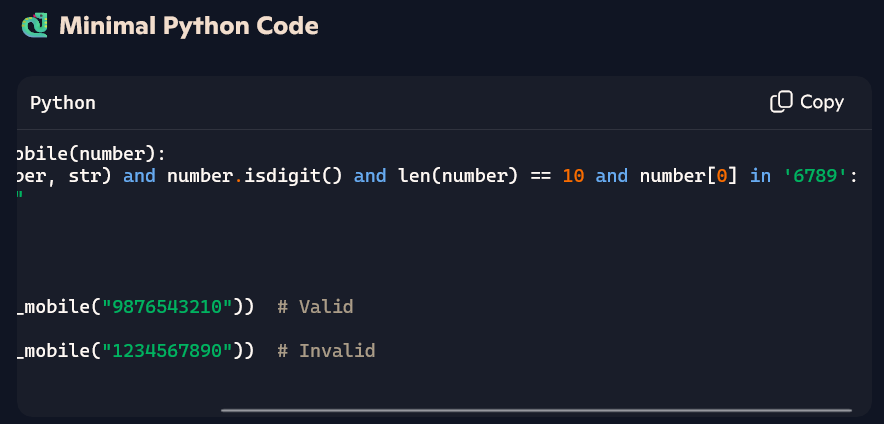 Minimal Python Code
Python
Copy
obile(number):
ber, str) and number.isdigit() and len(number) == 10 and number[0] in '6789':
"
_mobile("9876543210")) # Valid
_mobile("1234567890")) # Invalid